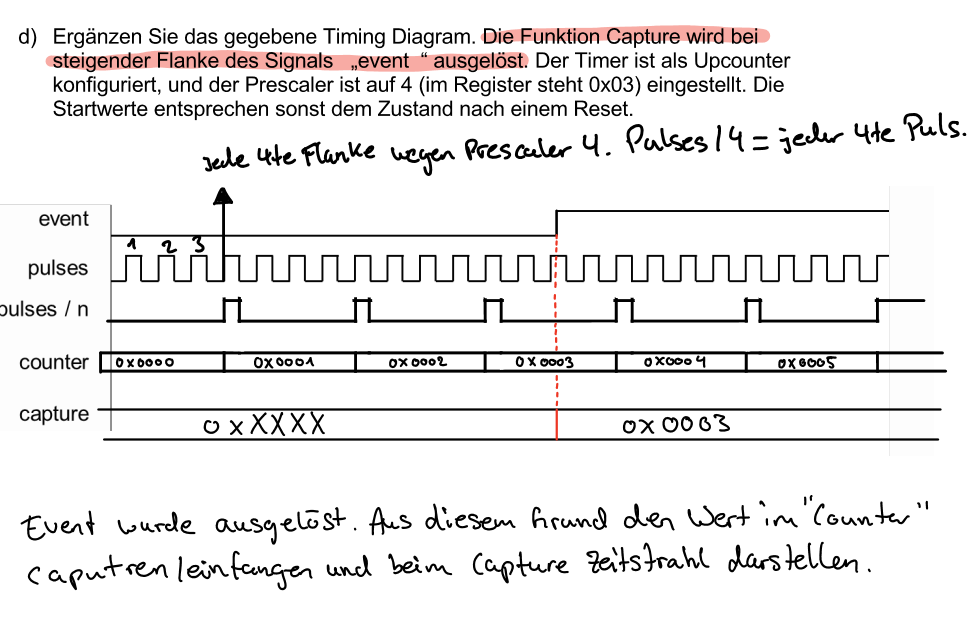 d) Ergänzen Sie das gegebene Timing Diagram. Die Funktion Capture wird bei
steigender Flanke des Signals „event “ ausgelöst. Der Timer ist als Upcounter
konfiguriert, und der Prescaler ist auf 4 (im Register steht 0x03) eingestellt. Die
Startwerte entsprechen sonst dem Zustand nach einem Reset.
Jede 4te Flanke wegen Prescaler 4. Pulses/4 = jeder 4te Puls.
event
1 2 3
pulses
pulses / n
counter 0x0000 0x0001 0x0002 0x0003 0x0004 0x0005
capture 0xXXXX 0x0003
Event wurde ausgelöst. Aus diesem Grund den Wert im "Counter"
caputren/einfangen und beim Capture Zeitstrahl darstellen.